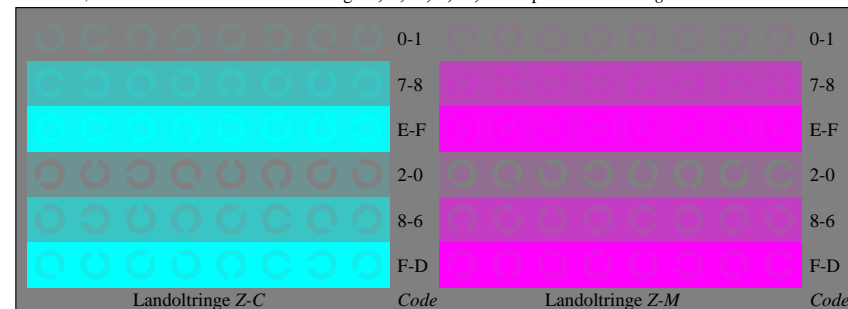 0-1 0-1
7-8 7-8
E-F E-F
2-0 2-0
8-6 8-6
F-D F-D
Landoltringe Z-C Code Landoltringe Z-M Code